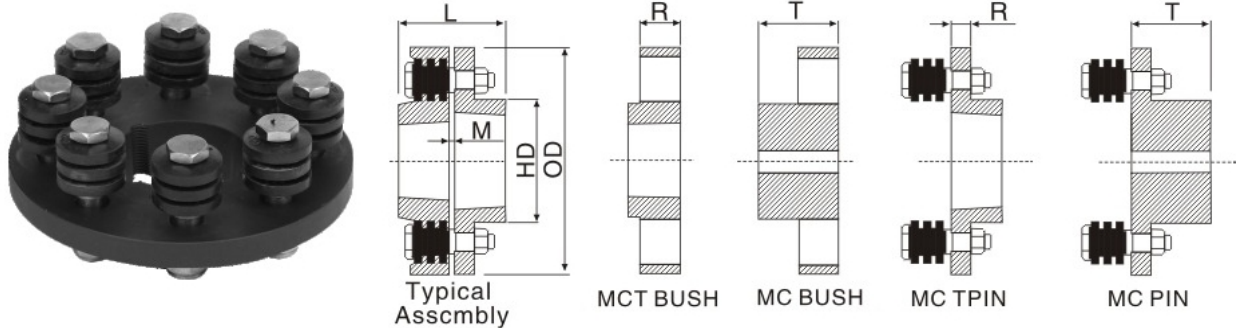 L
R
T
R
T
M
HD
OD
Typical
Asscmbly
MCT BUSH
MC BUSH
MC TPIN
MC PIN